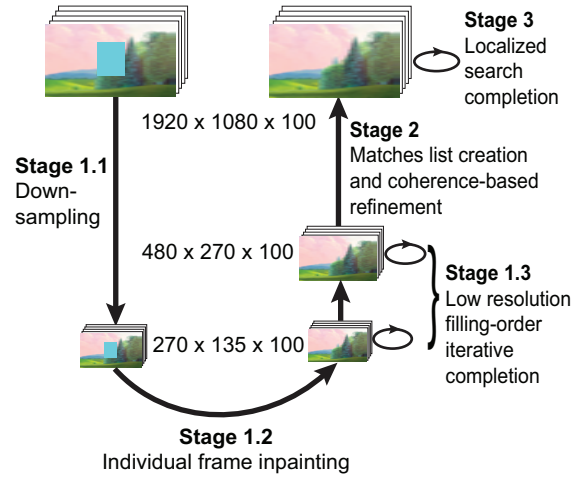 Stage 3
Localized
search
completion
1920 x 1080 x 100
Stage 2
Matches list creation
and coherence-based
refinement
Stage 1.1
Down-
sampling
480 x 270 x 100
Stage 1.3
Low resolution
filling-order
iterative
completion
270 x 135 x 100
Stage 1.2
Individual frame inpainting